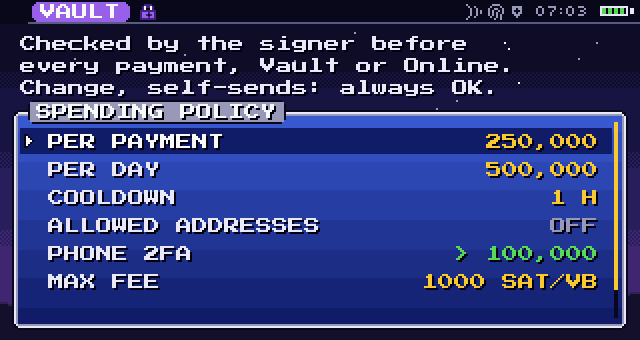 VAULT
07:03
Checked by the signer before
every payment, Vault or Online.
Change, self-sends: always OK.
SPENDING POLICY
PER PAYMENT 250,000
PER DAY 500,000
COOLDOWN 1 H
ALLOWED ADDRESSES OFF
PHONE 2FA > 100,000
MAX FEE 1000 SAT/VB